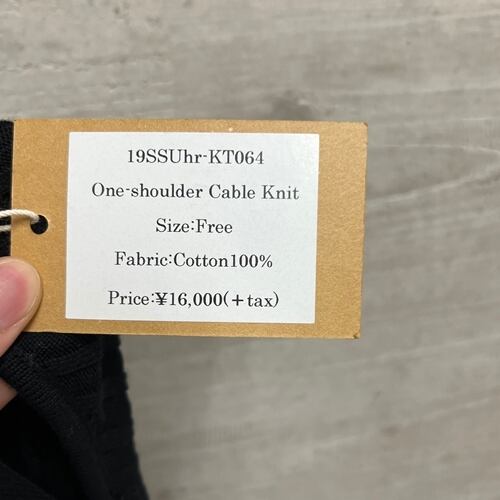 19SSUhr-KT064
One-shoulder Cable Knit
Size:Free
Fabric:Cotton100%
Price:¥16,000(+tax)